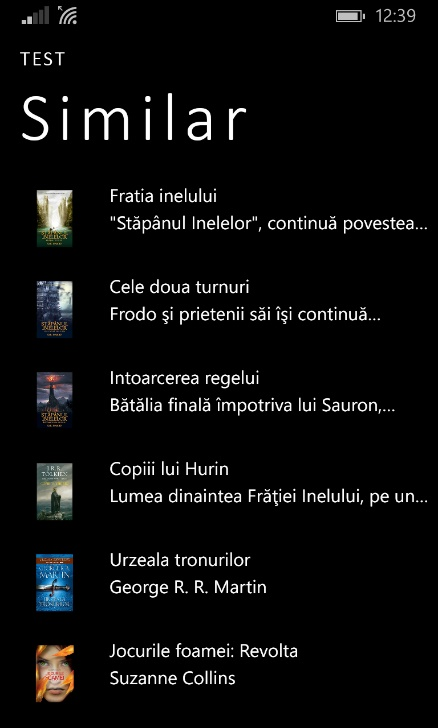 12:39
TEST
Similar
Fratia inelului
"Stăpânul Inelelor", continuă povestea...
Cele doua turnuri
Frodo şi prietenii săi îşi continuă...
Intoarcerea regelui
Bătălia finală împotriva lui Sauron,...
Copiii lui Hurin
Lumea dinaintea Frăţiei Inelului, pe un...
J.R.R.
TOLKIEN
Urzeala tronurilor
George R. R. Martin
MARTIN
Jocurile foamei: Revolta
Suzanne Collins